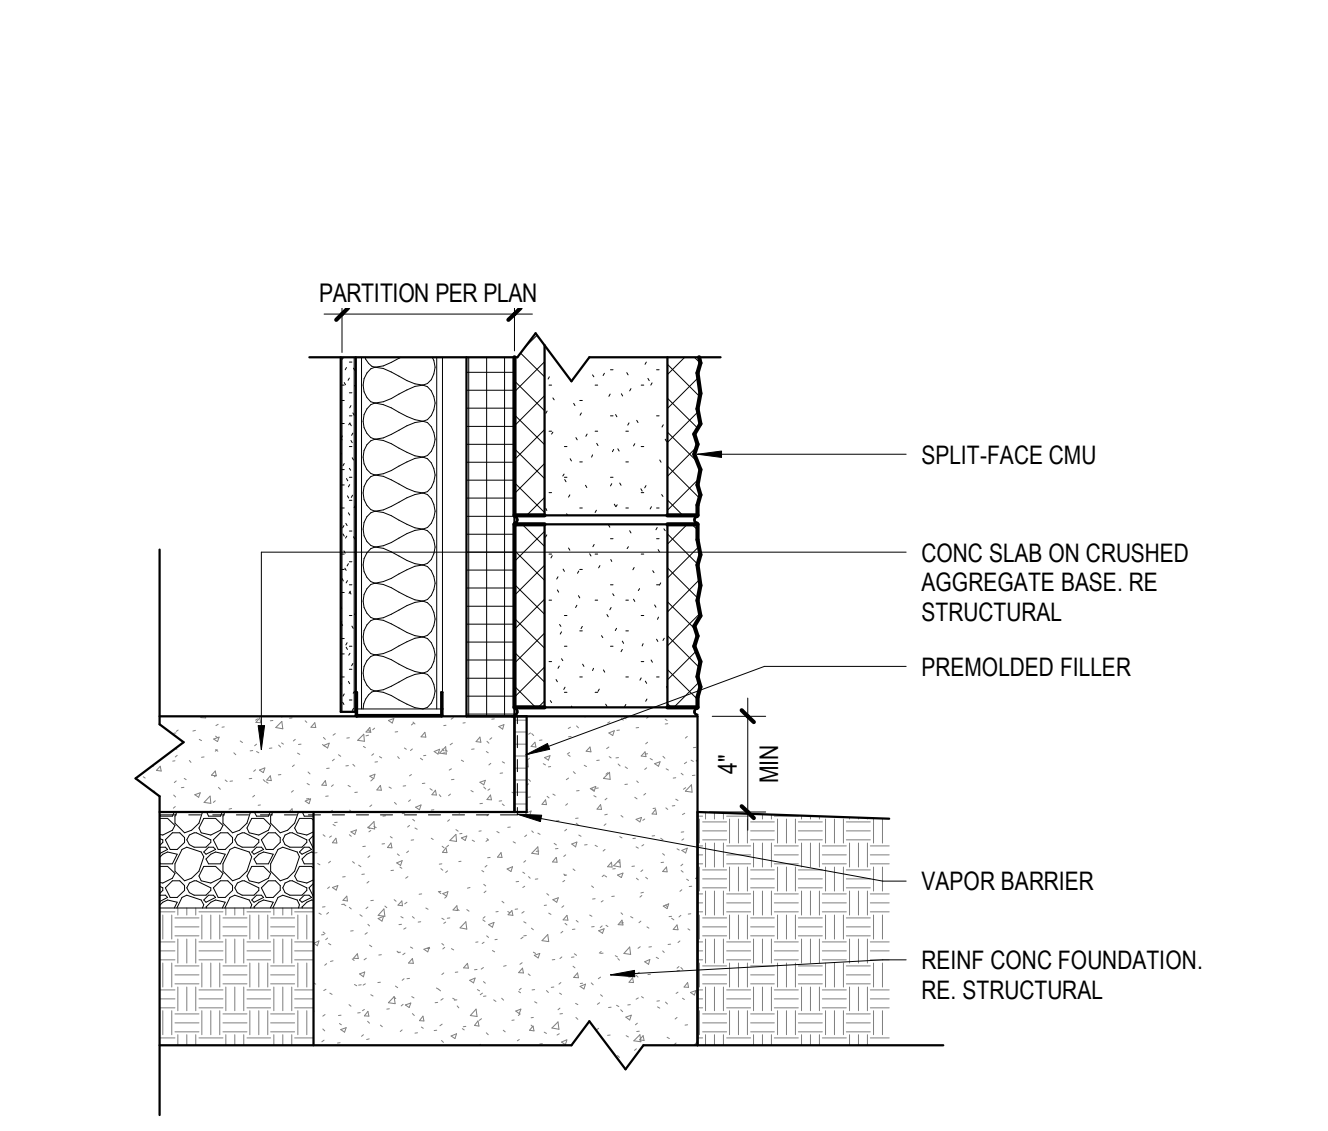 PARTITION PER PLAN
SPLIT-FACE CMU
CONC SLAB ON CRUSHED
AGGREGATE BASE. RE
STRUCTURAL
PREMOLDED FILLER
4"
MIN
VAPOR BARRIER
REINF CONC FOUNDATION.
RE. STRUCTURAL